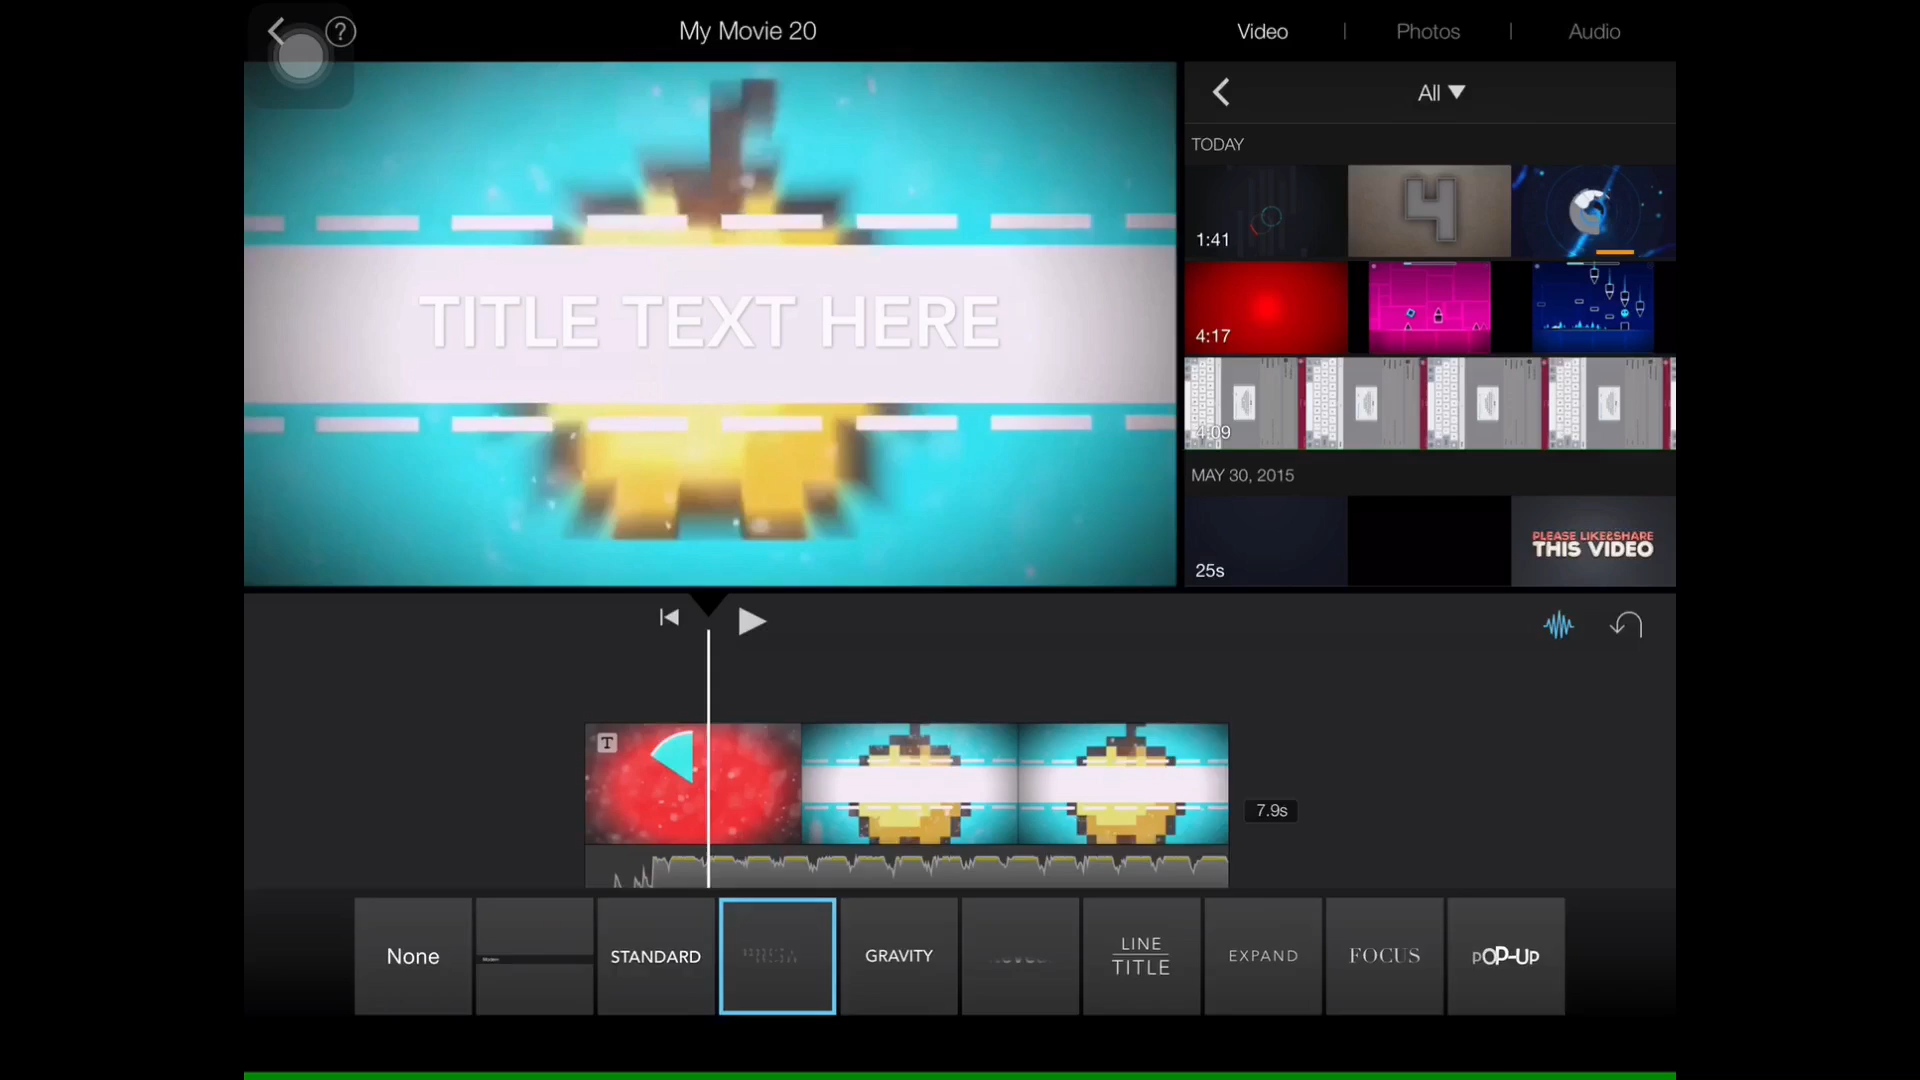 ?
My Movie 20
Video
Photos
Audio
All
TODAY
1:41
4
4:17
4:09
MAY 30, 2015
25s
PLEASE LIKE&SHARE
THIS VIDEO
TITLE TEXT HERE
T
7.9s
None
STANDARD
GRAVITY
LINE
TITLE
EXPAND
FOCUS
POP-UP